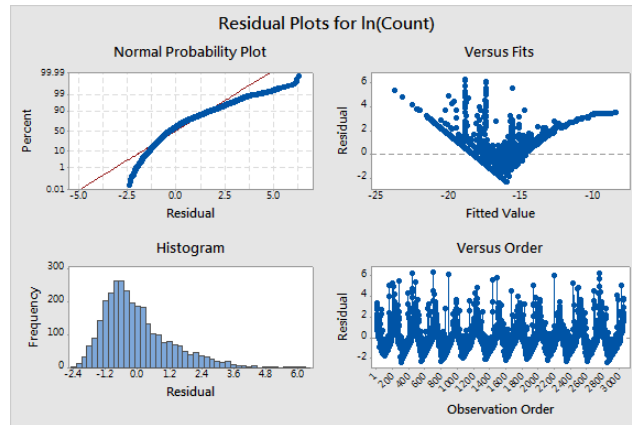 Residual Plots for ln(Count)
Normal Probability Plot
99.99
99
90
50
10
1
0.01
Percent
-5.0 -2.5 0.0 2.5 5.0
Residual
Versus Fits
6
4
2
0
-2
Residual
-25 -20 -15 -10
Fitted Value
Histogram
300
200
100
0
Frequency
-2.4 -1.2 0.0 1.2 2.4 3.6 4.8 6.0
Residual
Versus Order
6
4
2
0
-2
Residual
1 200 400 600 800 1000 1200 1400 1600 1800 2000 2200 2400 2600 2800 3000
Observation Order